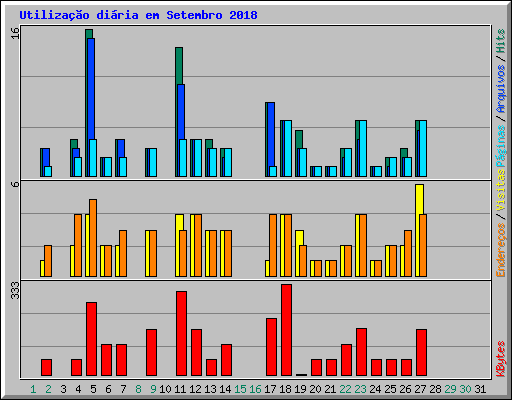 Utilização diária em Setembro 2018
16
6
333
Endereços / Visitas Páginas / Arquivos / Hits
KBytes
1 2 3 4 5 6 7 8 9 10 11 12 13 14 15 16 17 18 19 20 21 22 23 24 25 26 27 28 29 30 31